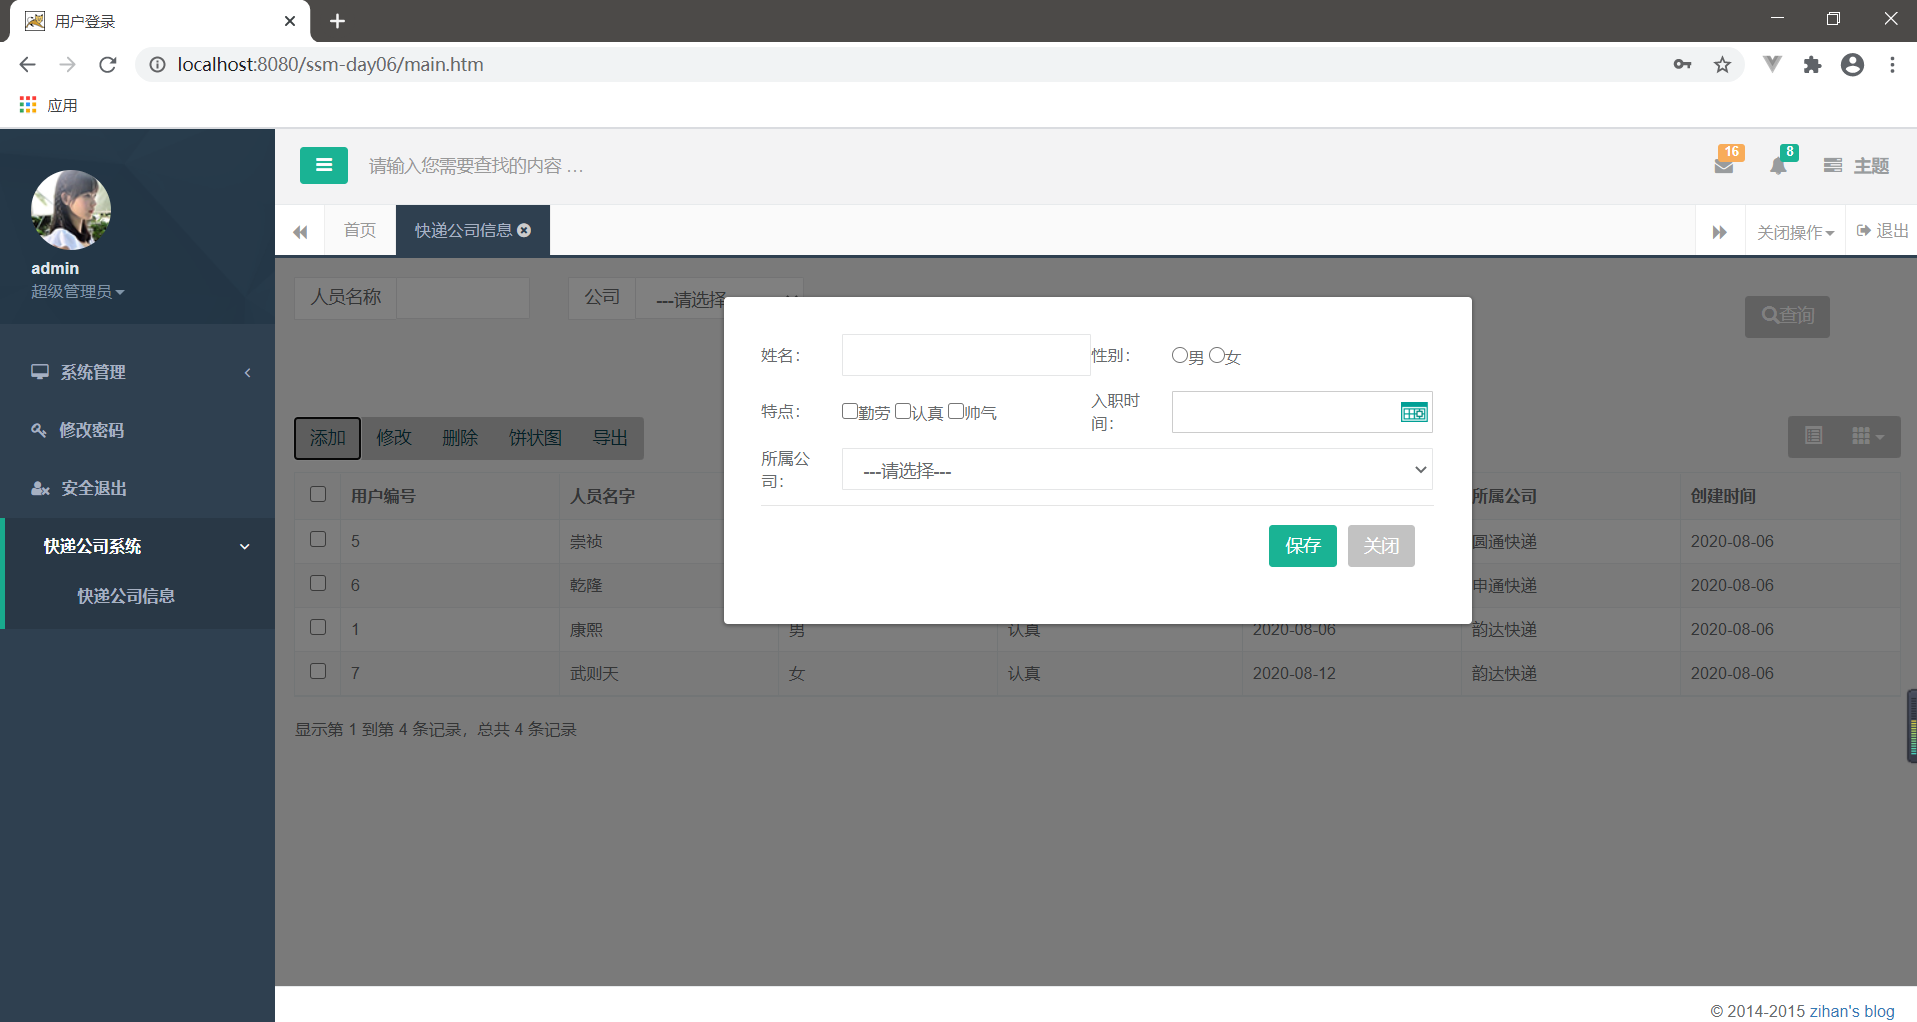 用户登录
localhost:8080/ssm-day06/main.htm
应用
请输入您需要查找的内容 …
16
8
主题
首页
快递公司信息
关闭操作
退出
admin
超级管理员
系统管理
修改密码
安全退出
快递公司系统
快递公司信息
人员名称
公司
---请选择
查询
姓名：
性别：
男 女
特点：
勤劳 认真 帅气
入职时
间：
所属公
司：
---请选择---
保存 关闭
添加 修改 删除 饼状图 导出
用户编号 人员名字 所属公司 创建时间
5 崇祯 圆通快递 2020-08-06
6 乾隆 申通快递 2020-08-06
1 康熙 男 认真 2020-08-06 韵达快递 2020-08-06
7 武则天 女 认真 2020-08-12 韵达快递 2020-08-06
显示第 1 到第 4 条记录，总共 4 条记录
© 2014-2015 zihan's blog